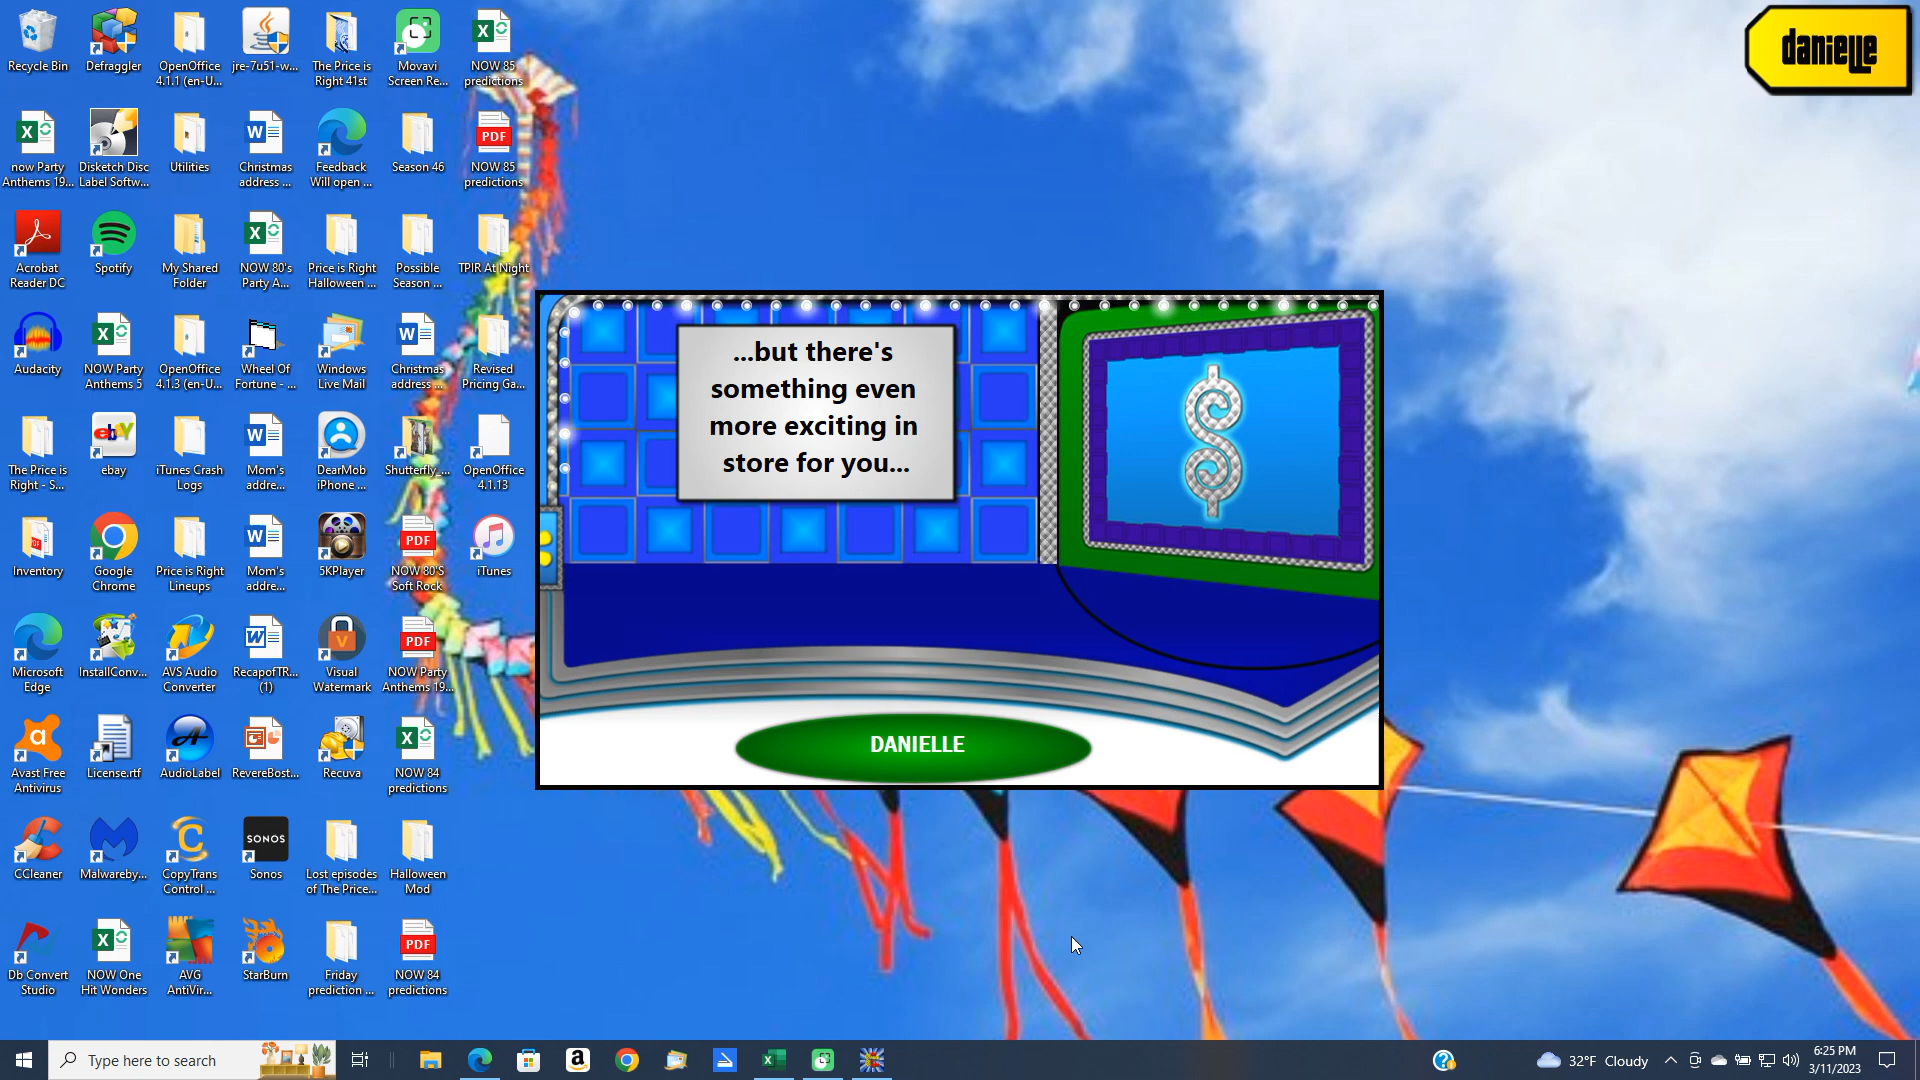 Recycle Bin
Defraggler
OpenOffice
4.1.1 (en-U...
jre-7u51-w...
The Price is
Right 41st
Movavi
Screen Re...
NOW 85
predictions
now Party
Anthems 19...
Disketch Disc
Label Softw...
Utilities
Christmas
address ...
Feedback
Will open ...
Season 46
NOW 85
predictions
Acrobat
Reader DC
Spotify
My Shared
Folder
NOW 80's
Party A...
Price is Right
Halloween ...
Possible
Season ...
TPIR At Night
Audacity
NOW Party
Anthems 5
OpenOffice
4.1.3 (en-U...
Wheel Of
Fortune - ...
Windows
Live Mail
Christmas
address ...
Revised
Pricing Ga...
The Price is
Right - S...
ebay
iTunes Crash
Logs
Mom's
addre...
DearMob
iPhone ...
Shutterfly_...
OpenOffice
4.1.13
Inventory
Google
Chrome
Price is Right
Lineups
Mom's
addre...
5KPlayer
NOW 80'S
Soft Rock
iTunes
Microsoft
Edge
InstallConv...
AVS Audio
Converter
RecapofTR...
(1)
Visual
Watermark
NOW Party
Anthems 19...
Avast Free
Antivirus
License.rtf
AudioLabel
RevereBost...
Recuva
NOW 84
predictions
CCleaner
Malwareby...
CopyTrans
Control ...
SONOS
Sonos
Lost episodes
of The Price...
Halloween
Mod
Db Convert
Studio
NOW One
Hit Wonders
AVG
AntiVir...
StarBurn
Friday
prediction ...
NOW 84
predictions
PDF
PDF
PDF
PDF
danielle
...but there's
something even
more exciting in
store for you...
DANIELLE
Type here to search
32°F Cloudy
6:25 PM
3/11/2023